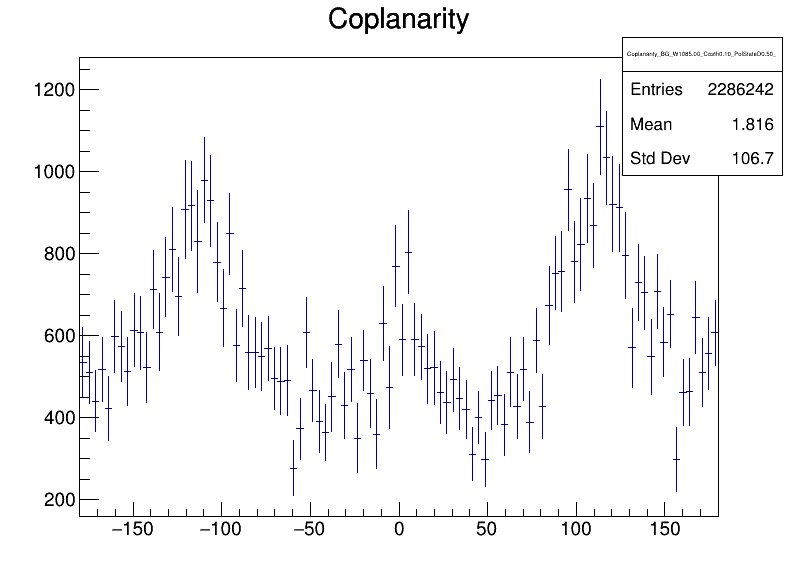 Coplanarity
Coplanarity_BG_W1085.00_Costh0.10_PolStateD0.50_
Entries 2286242
Mean 1.816
Std Dev 106.7
1200
1000
800
600
400
200
−150 −100 −50 0 50 100 150